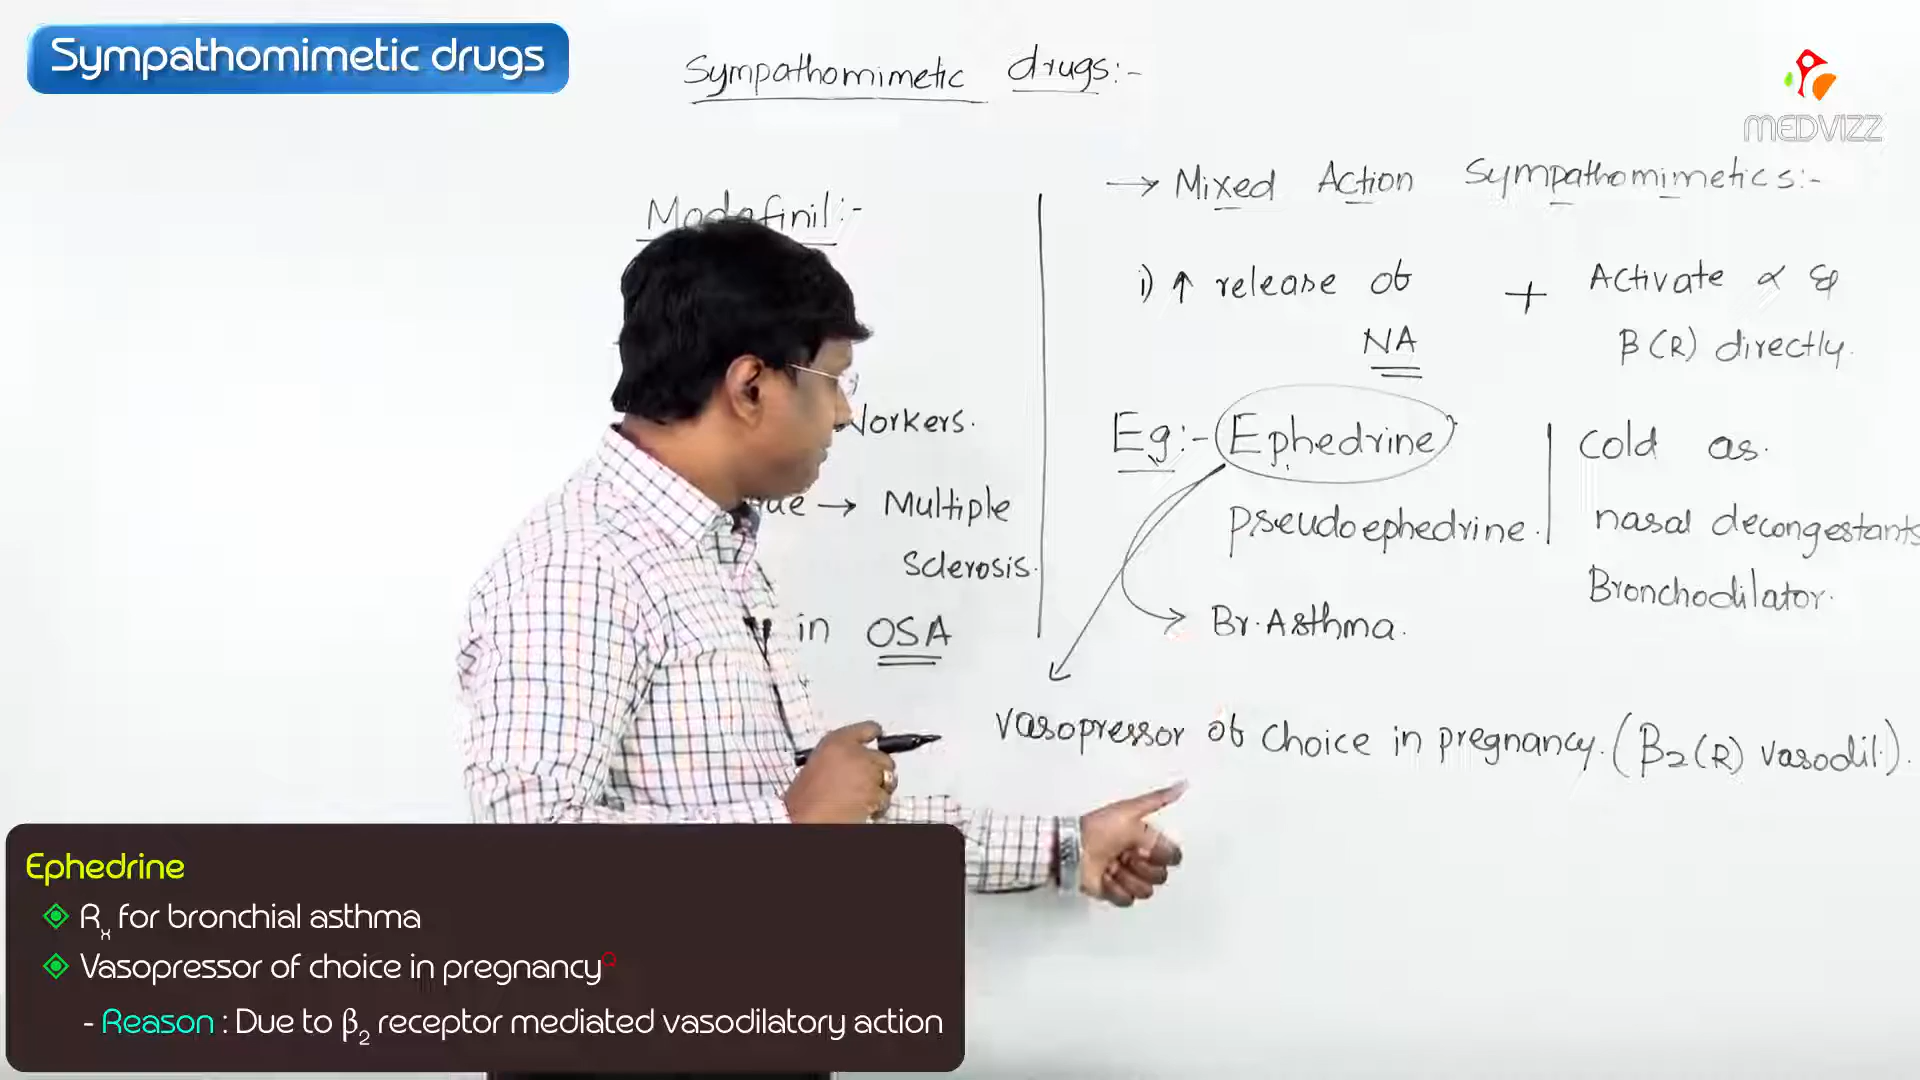 Sympathomimetic drugs
Sympathomimetic drugs:-
MEDVIZZ
Modafinil:-
Workers.
→ Multiple
Sclerosis.
in OSA
→ Mixed Action Sympathomimetics:-
i) ↑ release of NA + Activate α & β(R) directly.
Eg:- Ephedrine
Pseudoephedrine.
Cold as.
nasal decongestants
Bronchodilator.
Br. Asthma.
Vasopressor of choice in pregnancy. (β2(R) vasodil.).
Ephedrine
Rx for bronchial asthma
Vasopressor of choice in pregnancyQ
- Reason : Due to β2 receptor mediated vasodilatory action